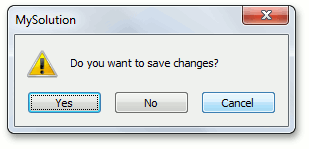 MySolution
Do you want to save changes?
Yes
No
Cancel